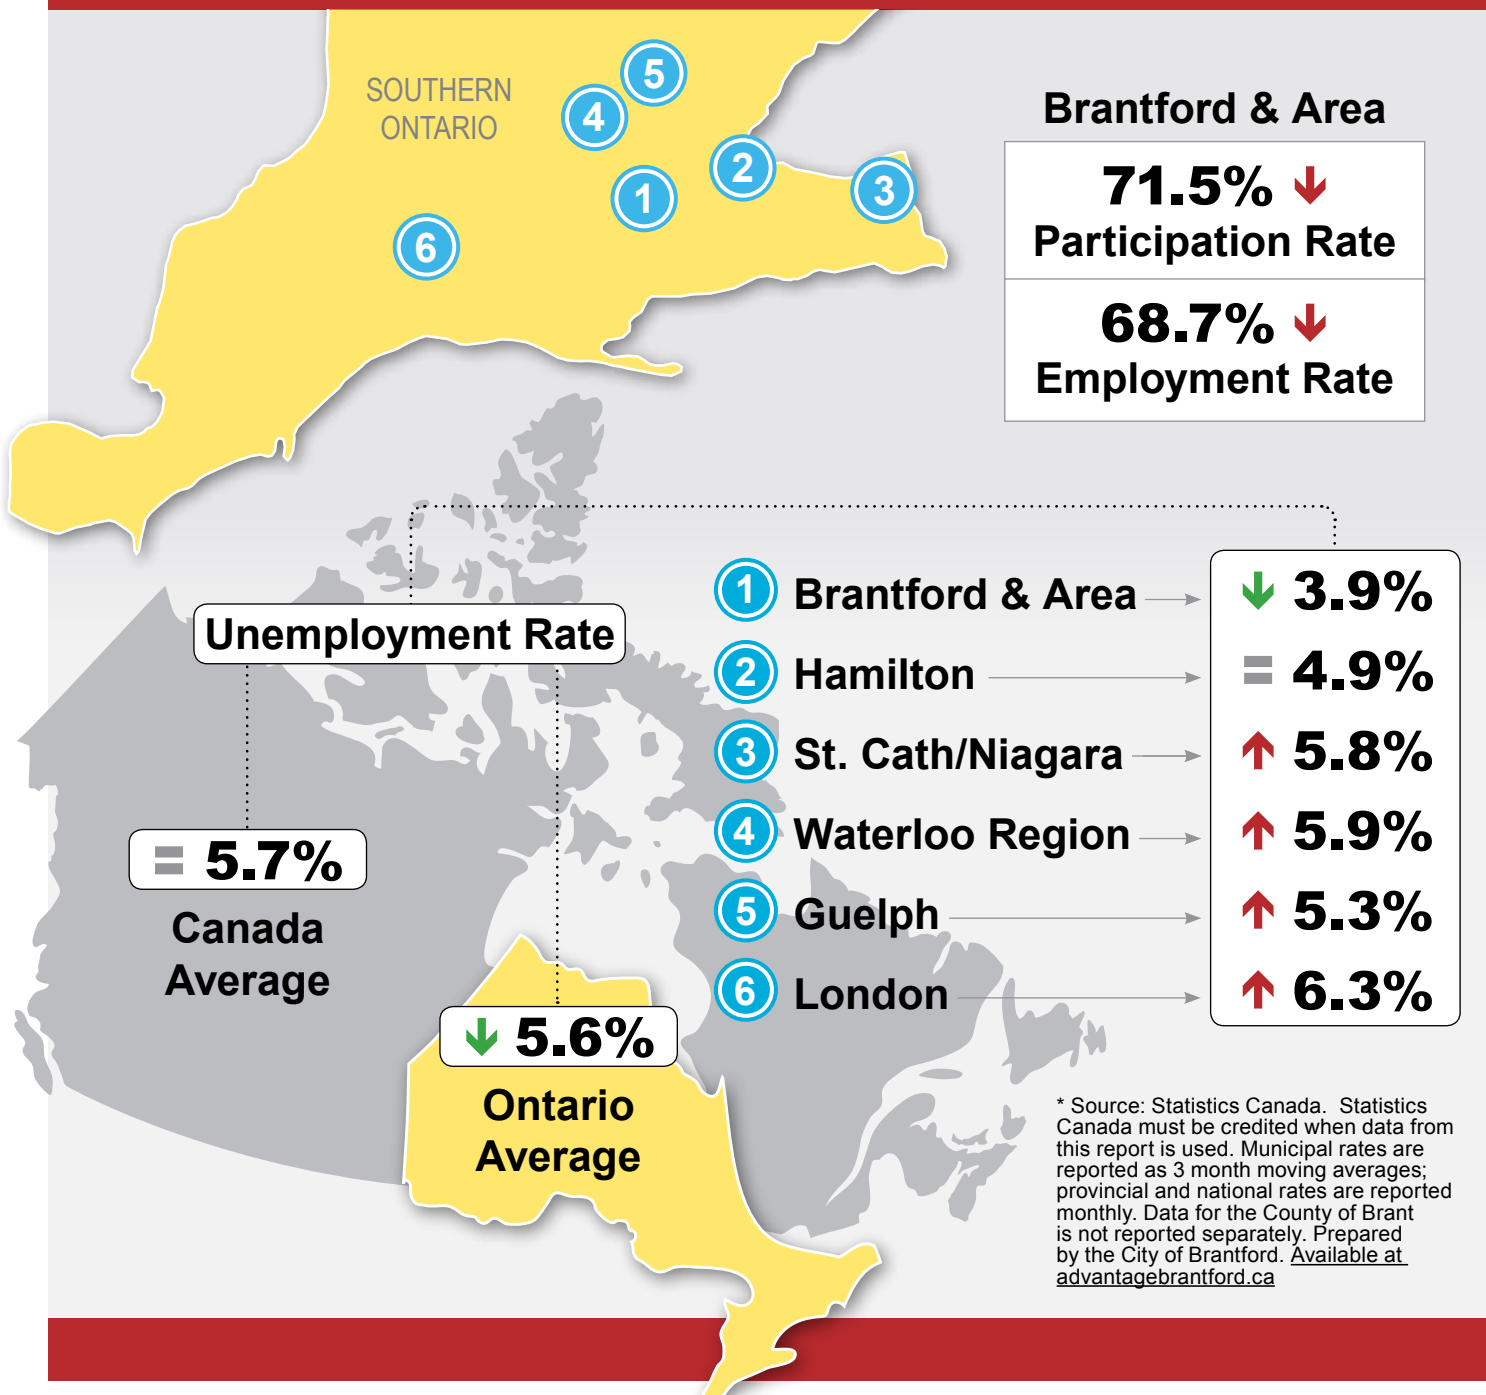 SOUTHERN
ONTARIO
5
4
2
1
3
6
Brantford & Area
71.5%
Participation Rate
68.7%
Employment Rate
Unemployment Rate
1 Brantford & Area 3.9%
2 Hamilton = 4.9%
3 St. Cath/Niagara 5.8%
4 Waterloo Region 5.9%
5 Guelph 5.3%
6 London 6.3%
= 5.7%
Canada
Average
5.6%
Ontario
Average
* Source: Statistics Canada.  Statistics
Canada must be credited when data from
this report is used. Municipal rates are
reported as 3 month moving averages;
provincial and national rates are reported
monthly. Data for the County of Brant
is not reported separately. Prepared
by the City of Brantford. Available at
advantagebrantford.ca